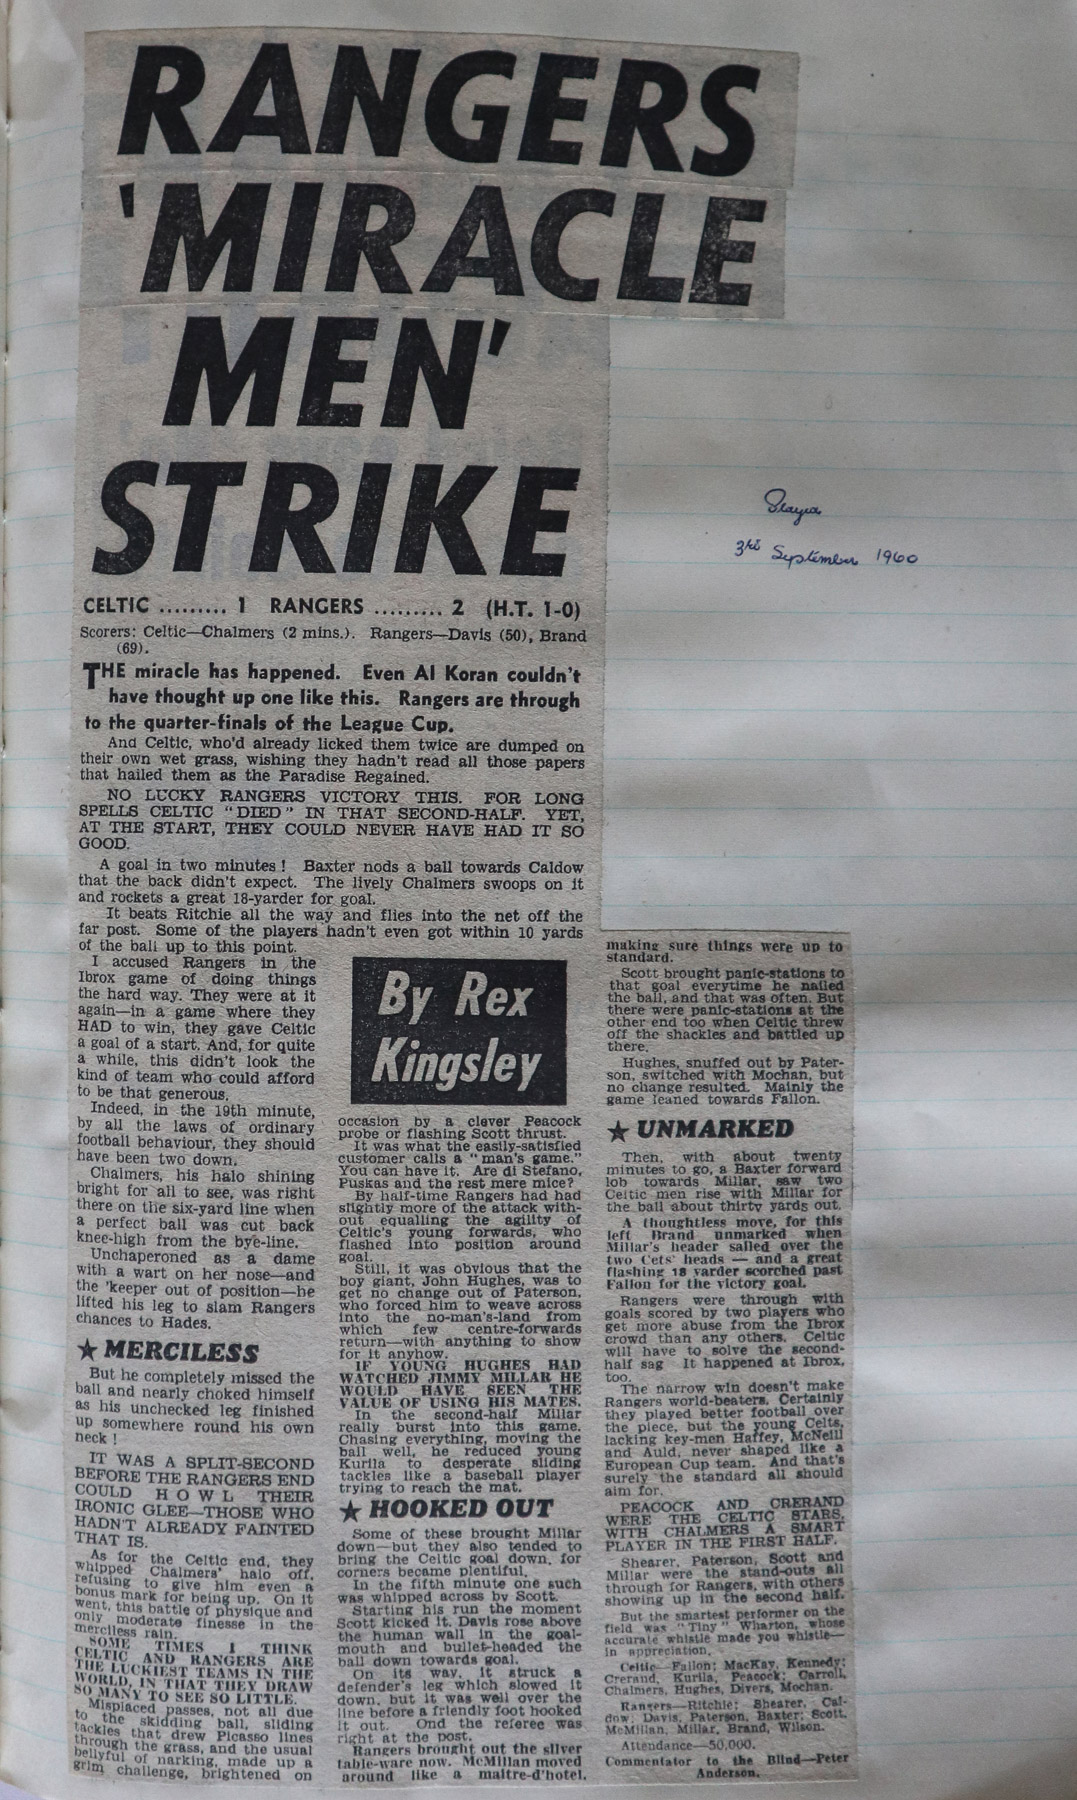 RANGERS
'MIRACLE
MEN'
STRIKE
3rd September 1960
CELTIC ......... 1 RANGERS ......... 2 (H.T. 1-0)
Scorers: Celtic—Chalmers (2 mins.). Rangers—Davis (50), Brand
(69).
THE miracle has happened. Even Al Koran couldn't
have thought up one like this. Rangers are through
to the quarter-finals of the League Cup.
And Celtic, who'd already licked them twice are dumped on
their own wet grass, wishing they hadn't read all those papers
that hailed them as the Paradise Regained.
NO LUCKY RANGERS VICTORY THIS. FOR LONG
SPELLS CELTIC "DIED" IN THAT SECOND-HALF. YET,
AT THE START, THEY COULD NEVER HAVE HAD IT SO
GOOD.
A goal in two minutes! Baxter nods a ball towards Caldow
that the back didn't expect. The lively Chalmers swoops on it
and rockets a great 18-yarder for goal.
It beats Ritchie all the way and flies into the net off the
far post. Some of the players hadn't even got within 10 yards
of the ball up to this point.
I accused Rangers in the
Ibrox game of doing things
the hard way. They were at it
again—in a game where they
HAD to win, they gave Celtic
a goal of a start. And, for quite
a while, this didn't look the
kind of team who could afford
to be that generous.
Indeed, in the 19th minute,
by all the laws of ordinary
football behaviour, they should
have been two down.
Chalmers, his halo shining
bright for all to see, was right
there on the six-yard line when
a perfect ball was cut back
knee-high from the bye-line.
Unchaperoned as a dame
with a wart on her nose—and
the 'keeper out of position—he
lifted his leg to slam Rangers
chances to Hades.
★ MERCILESS
But he completely missed the
ball and nearly choked himself
as his unchecked leg finished
up somewhere round his own
neck!
IT WAS A SPLIT-SECOND
BEFORE THE RANGERS END
COULD HOWL THEIR
IRONIC GLEE—THOSE WHO
HADN'T ALREADY FAINTED
THAT IS.
As for the Celtic end, they
whipped Chalmers' halo off,
refusing to give him even a
bonus mark for being up. On it
went, this battle of physique and
only moderate finesse in the
merciless rain.
SOME TIMES I THINK
CELTIC AND RANGERS ARE
THE LUCKIEST TEAMS IN THE
WORLD, IN THAT THEY DRAW
SO MANY TO SEE SO LITTLE.
Misplaced passes, not all due
to the skidding ball, sliding
tackles that drew Picasso lines
through the grass, and the usual
bellyful of narking, made up a
grim challenge, brightened on
By Rex
Kingsley
occasion by a clever Peacock
probe or flashing Scott thrust.
It was what the easily-satisfied
customer calls a "man's game."
You can have it. Are di Stefano,
Puskas and the rest mere mice?
By half-time Rangers had had
slightly more of the attack with-
out equalling the agility of
Celtic's young forwards, who
flashed into position around
goal.
Still, it was obvious that the
boy giant, John Hughes, was to
get no change out of Paterson,
who forced him to weave across
into the no-man's-land from
which few centre-forwards
return—with anything to show
for it anyhow.
IF YOUNG HUGHES HAD
WATCHED JIMMY MILLAR HE
WOULD HAVE SEEN THE
VALUE OF USING HIS MATES.
In the second-half Millar
really burst into this game.
Chasing everything, moving the
ball well, he reduced young
Kurila to desperate sliding
tackles like a baseball player
trying to reach the mat.
★ HOOKED OUT
Some of these brought Millar
down—but they also tended to
bring the Celtic goal down, for
corners became plentiful.
In the fifth minute one such
was whipped across by Scott.
Starting his run the moment
Scott kicked it, Davis rose above
the human wall in the goal-
mouth and bullet-headed the
ball down towards goal.
On its way, it struck a
defender's leg which slowed it
down, but it was well over the
line before a friendly foot hooked
it out. Ond the referee was
right at the post.
Rangers brought out the silver
table-ware now. McMillan moved
around like a maitre-d'hotel,
making sure things were up to
standard.
Scott brought panic-stations to
that goal everytime he nailed
the ball, and that was often. But
there were panic-stations at the
other end too when Celtic threw
off the shackles and battled up
there.
Hughes, snuffed out by Pater-
son, switched with Mochan, but
no change resulted. Mainly the
game leaned towards Fallon.
★ UNMARKED
Then, with about twenty
minutes to go, a Baxter forward
lob towards Millar, saw two
Celtic men rise with Millar for
the ball about thirty yards out.
A thoughtless move, for this
left Brand unmarked when
Millar's header sailed over the
two Celts' heads — and a great
flashing 18 yarder scorched past
Fallon for the victory goal.
Rangers were through with
goals scored by two players who
get more abuse from the Ibrox
crowd than any others. Celtic
will have to solve the second-
half sag It happened at Ibrox,
too.
The narrow win doesn't make
Rangers world-beaters. Certainly
they played better football over
the piece, but the young Celts,
lacking key-men Haffey, McNeill
and Auld, never shaped like a
European Cup team. And that's
surely the standard all should
aim for.
PEACOCK AND CRERAND
WERE THE CELTIC STARS,
WITH CHALMERS A SMART
PLAYER IN THE FIRST HALF.
Shearer, Paterson, Scott and
Millar were the stand-outs all
through for Rangers, with others
showing up in the second half.
But the smartest performer on the
field was "Tiny" Wharton, whose
accurate whistle made you whistle—
in appreciation.
Celtic—Fallon; MacKay, Kennedy;
Crerand, Kurila, Peacock; Carroll,
Chalmers, Hughes, Divers, Mochan.
Rangers—Ritchie; Shearer, Cal-
dow; Davis, Paterson, Baxter; Scott,
McMillan, Millar, Brand, Wilson.
Attendance—50,000.
Commentator to the Blind—Peter
Anderson.